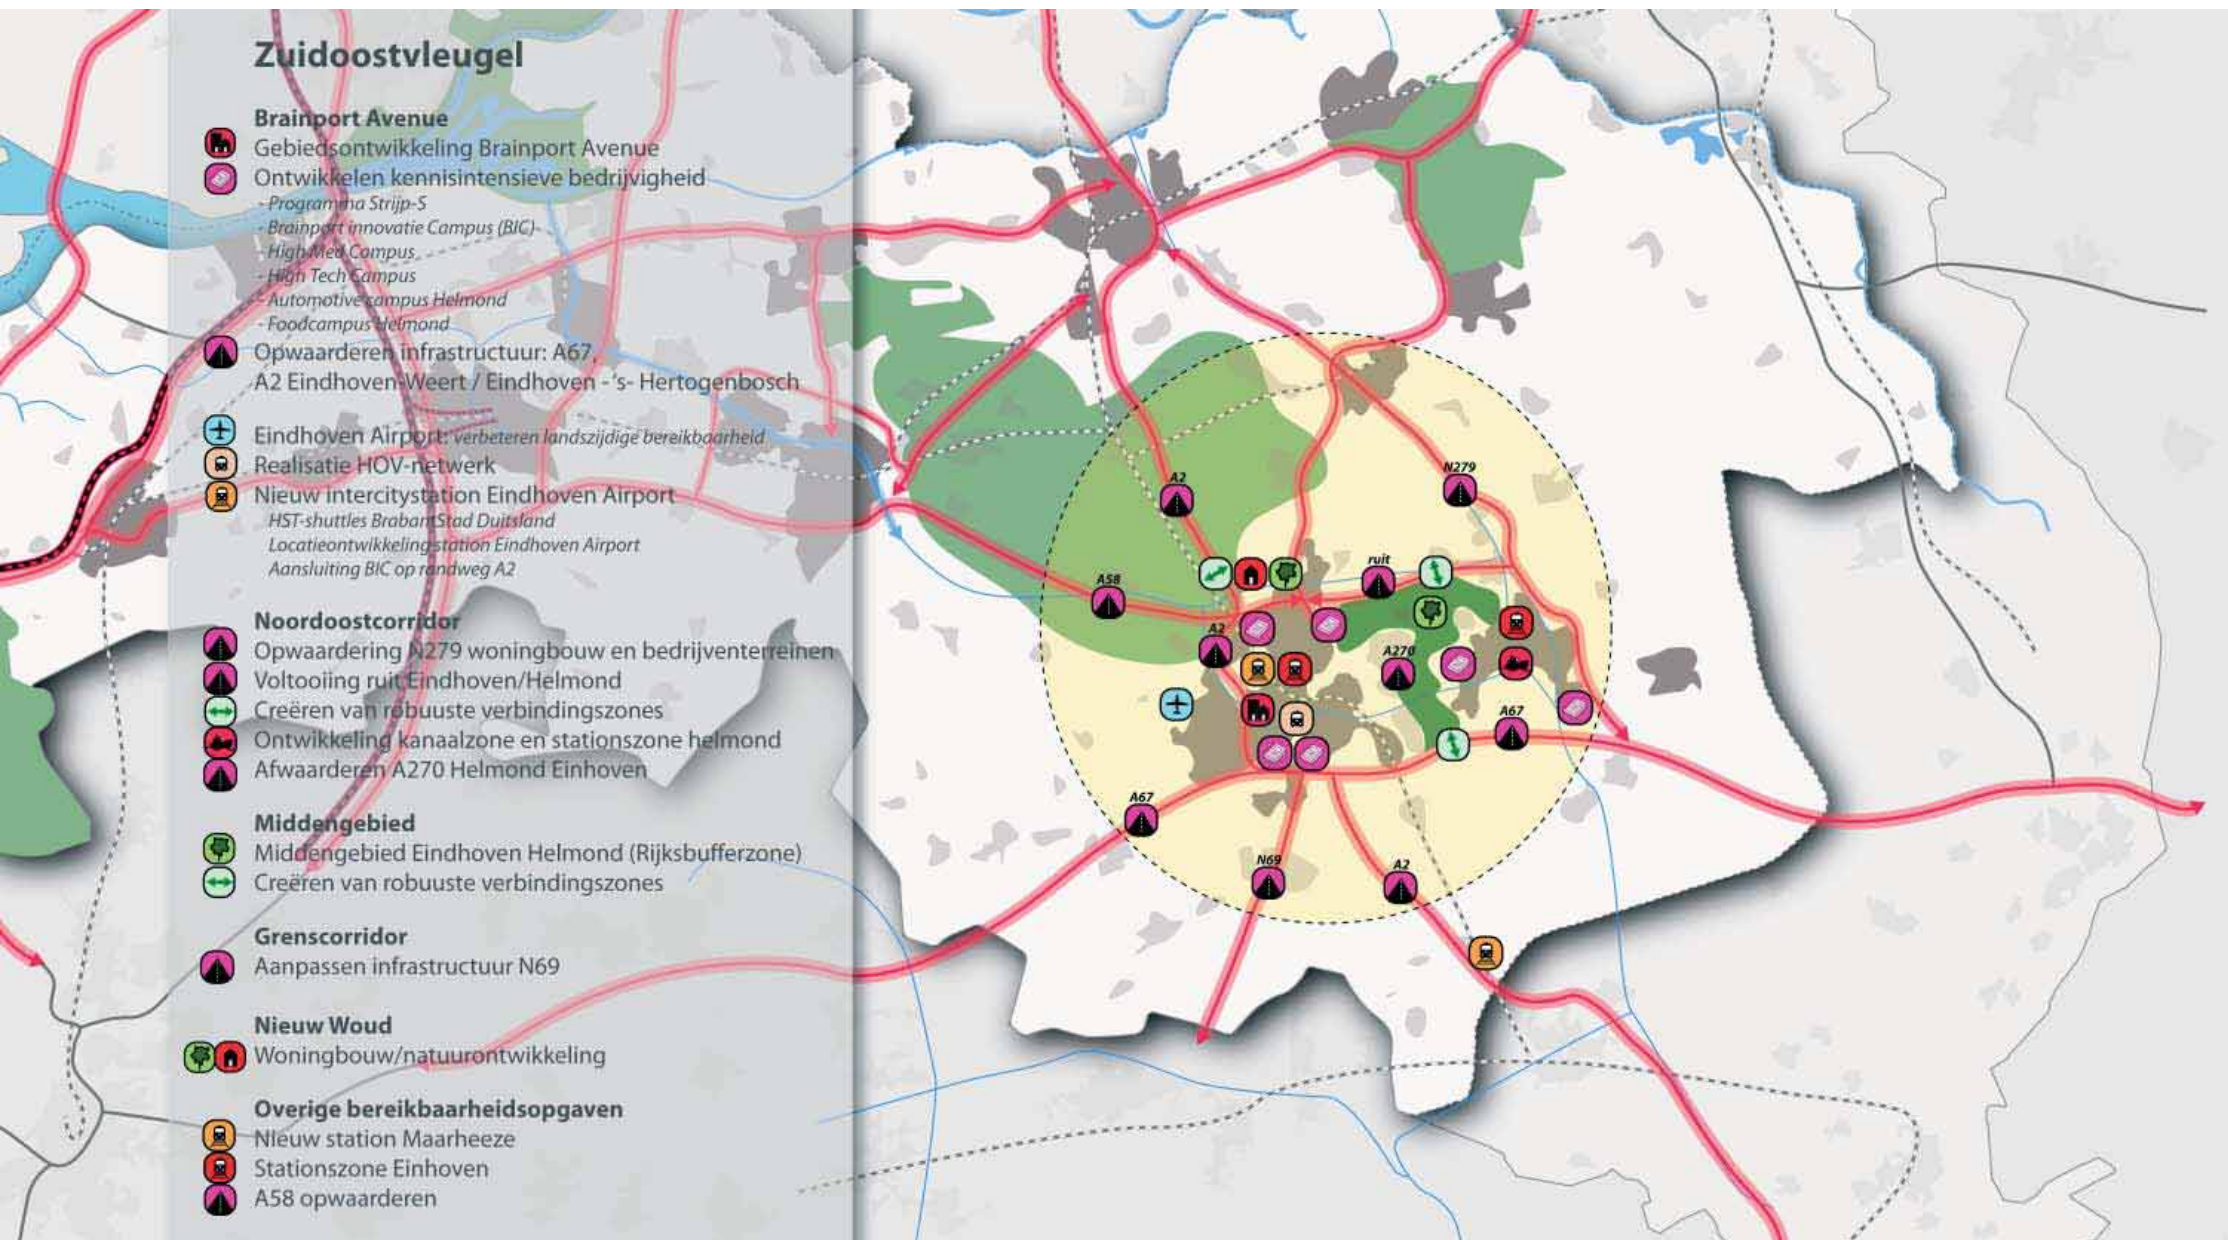 Zuidoostvleugel
Brainport Avenue
Gebiedsontwikkeling Brainport Avenue
Ontwikkelen kennisintensieve bedrijvigheid
- Programma Strijp-S
- Brainport innovatie Campus (BIC)
- High Med Campus
- High Tech Campus
- Automotive campus Helmond
- Foodcampus Helmond
Opwaarderen infrastructuur: A67,
A2 Eindhoven-Weert / Eindhoven - 's- Hertogenbosch
Eindhoven Airport: verbeteren landszijdige bereikbaarheid
Realisatie HOV-netwerk
Nieuw intercitystation Eindhoven Airport
HST-shuttles BrabantStad Duitsland
Locatieontwikkeling station Eindhoven Airport
Aansluiting BIC op randweg A2
Noordoostcorridor
Opwaardering N279 woningbouw en bedrijventerreinen
Voltooiing ruit Eindhoven/Helmond
Creëren van robuuste verbindingszones
Ontwikkeling kanaalzone en stationszone helmond
Afwaarderen A270 Helmond Einhoven
Middengebied
Middengebied Eindhoven Helmond (Rijksbufferzone)
Creëren van robuuste verbindingszones
Grenscorridor
Aanpassen infrastructuur N69
Nieuw Woud
Woningbouw/natuurontwikkeling
Overige bereikbaarheidsopgaven
Nieuw station Maarheeze
Stationszone Einhoven
A58 opwaarderen
A2
N279
ruit
A58
A2
A270
A67
A67
N69
A2